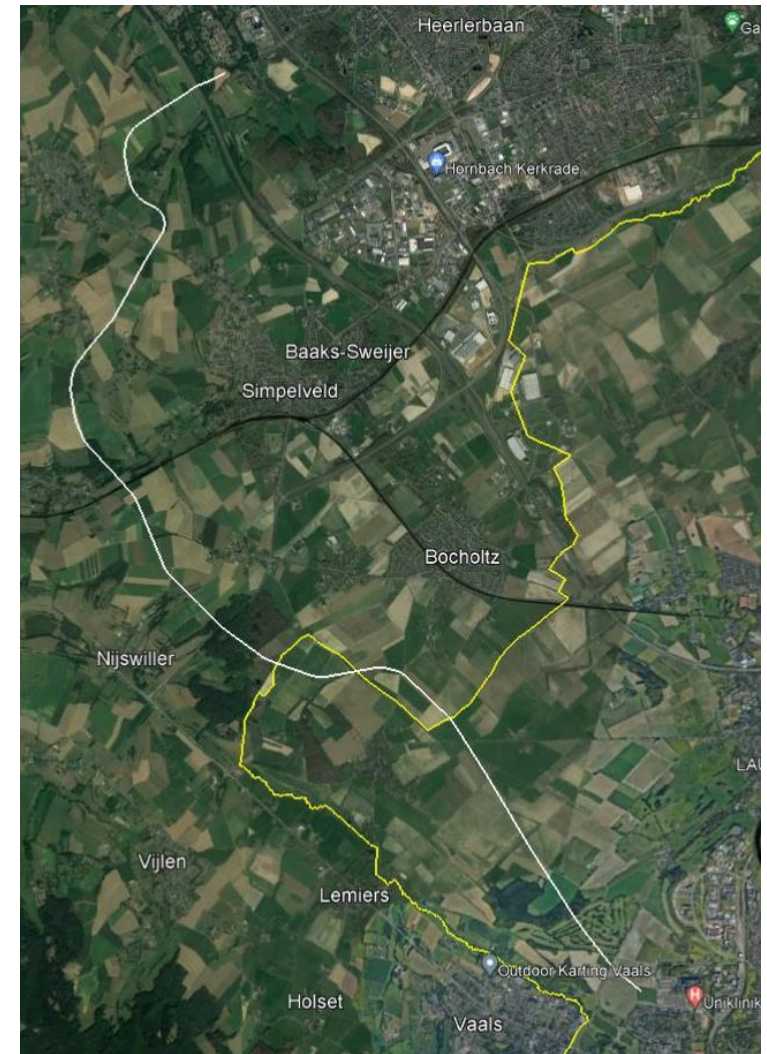 Heerlerbaan
Ga
Hornbach Kerkrade
Baaks-Sweijer
Simpelveld
Bocholtz
Nijswiller
LAU
Vijlen
Lemiers
Outdoor Karting Vaals
Holset
Uniklinik
Vaals
H